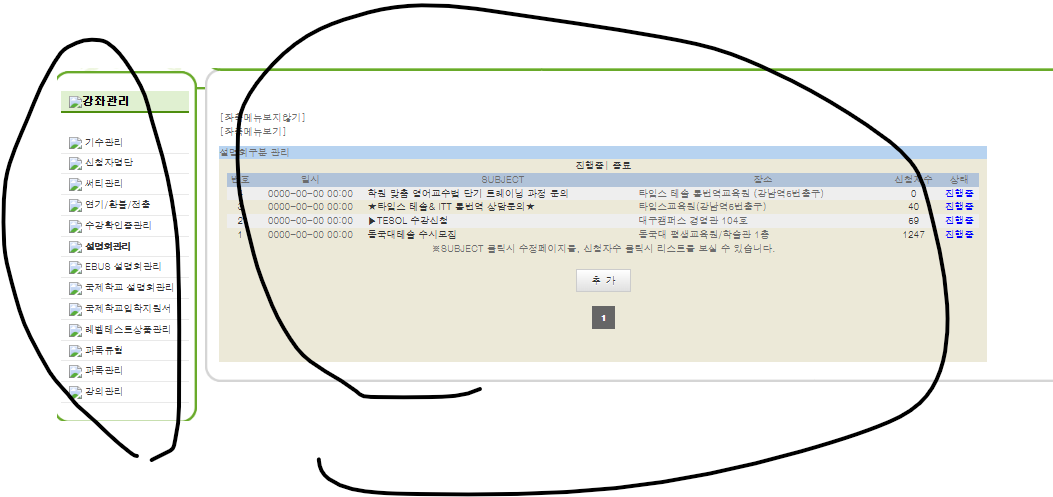 강좌관리
기수관리
신청자명단
써티관리
연기/환불/전출
수강확인증관리
설명회관리
EBUS 설명회관리
국제학교 설명회관리
국제학교입학지원서
레벨테스트상품관리
과목유형
과목관리
강의관리
[좌측메뉴보지않기]
[좌측메뉴보기]
설명회구분 관리
진행중| 종료
번호 일시 SUBJECT 장소 신청자수 상태
0000-00-00 00:00 학원 맞춤 영어교수법 단기 트레이닝 과정 문의 타임스 테솔 통번역교육원 (강남역6번출구) 0 진행중
3 0000-00-00 00:00 ★타임스 테솔& ITT 통번역 상담문의★ 타임스교육원(강남역6번출구) 40 진행중
2 0000-00-00 00:00 ▶TESOL 수강신청 대구캠퍼스 경영관 104호 69 진행중
1 0000-00-00 00:00 동국대테솔 수시모집 동국대 평생교육원/학술관 1층 1247 진행중
※SUBJECT 클릭시 수정페이지를, 신청자수 클릭시 리스트를 보실 수 있습니다.
추 가
1